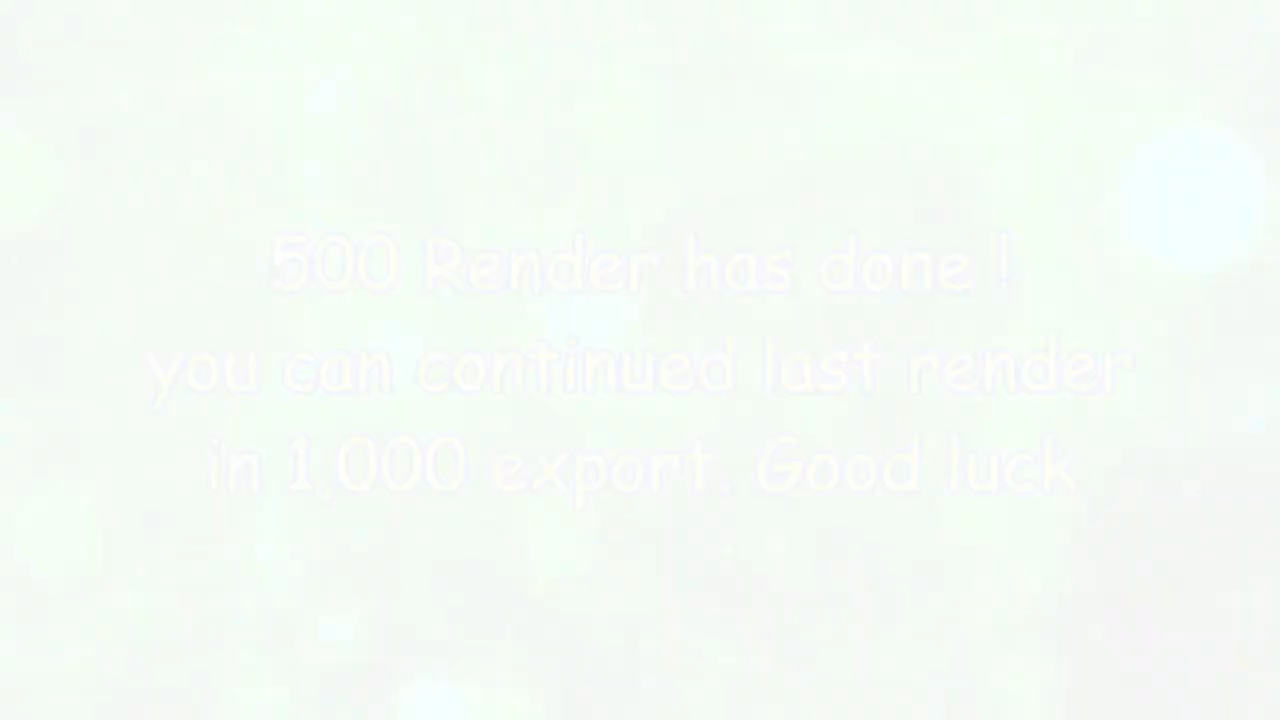 500 Render has done !
you can continued last render
in 1,000 export. Good luck